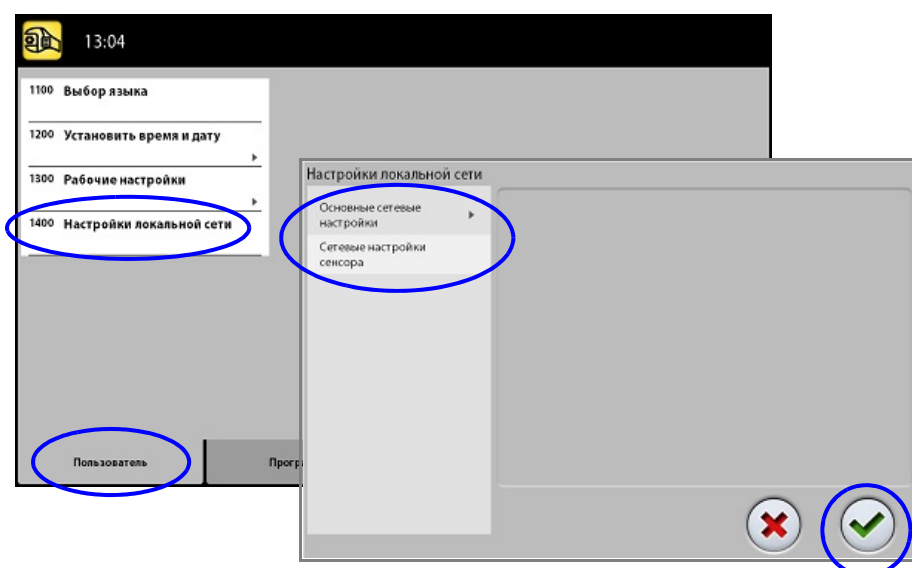 13:04
1100 Выбор языка
1200 Установить время и дату
1300 Рабочие настройки
1400 Настройки локальной сети
Пользователь
Прогр
Настройки локальной сети
Основные сетевые
настройки
Сетевые настройки
сенсора